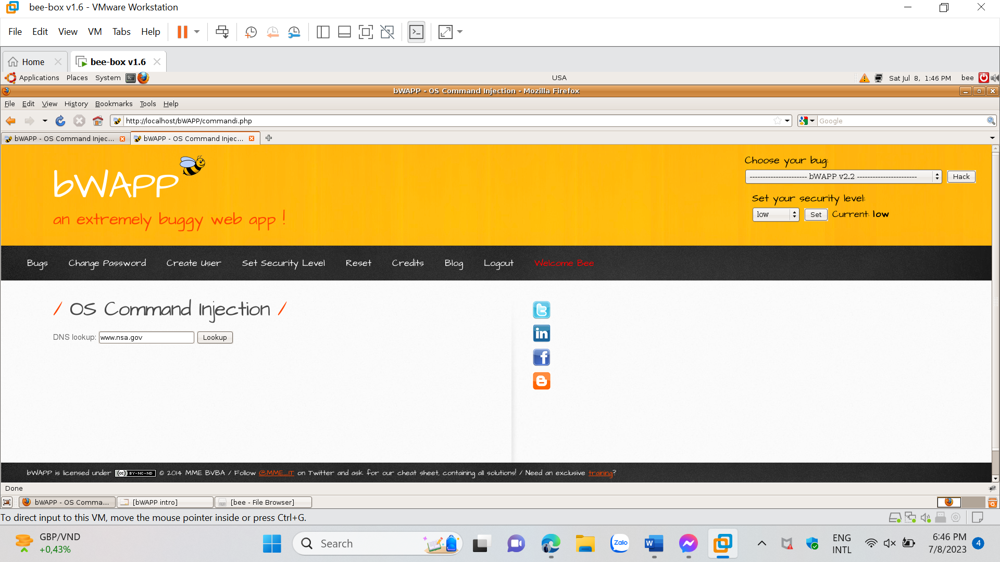 bee-box v1.6 - VMware Workstation
File Edit View VM Tabs Help
Home bee-box v1.6
Applications Places System USA Sat Jul 8, 1:46 PM bee
bWAPP - OS Command Injection - Mozilla Firefox
File Edit View History Bookmarks Tools Help
http://localhost/bWAPP/commandi.php Google
bWAPP - OS Command Injec... bWAPP - OS Command Injec...
bWAPP
an extremely buggy web app !
Choose your bug:
---------------------- bWAPP v2.2 ----------------------- Hack
Set your security level:
low Set Current: low
Bugs Change Password Create User Set Security Level Reset Credits Blog Logout Welcome Bee
/ OS Command Injection /
DNS lookup: www.nsa.gov Lookup
bWAPP is licensed under (cc) BY-NC-ND © 2014 MME BVBA / Follow @MME_IT on Twitter and ask for our cheat sheet, containing all solutions! / Need an exclusive training?
Done
bWAPP - OS Comma... [bWAPP intro] [bee - File Browser]
To direct input to this VM, move the mouse pointer inside or press Ctrl+G.
GBP/VND
+0,43%
Search
Zalo
ENG
INTL
6:46 PM
7/8/2023
4